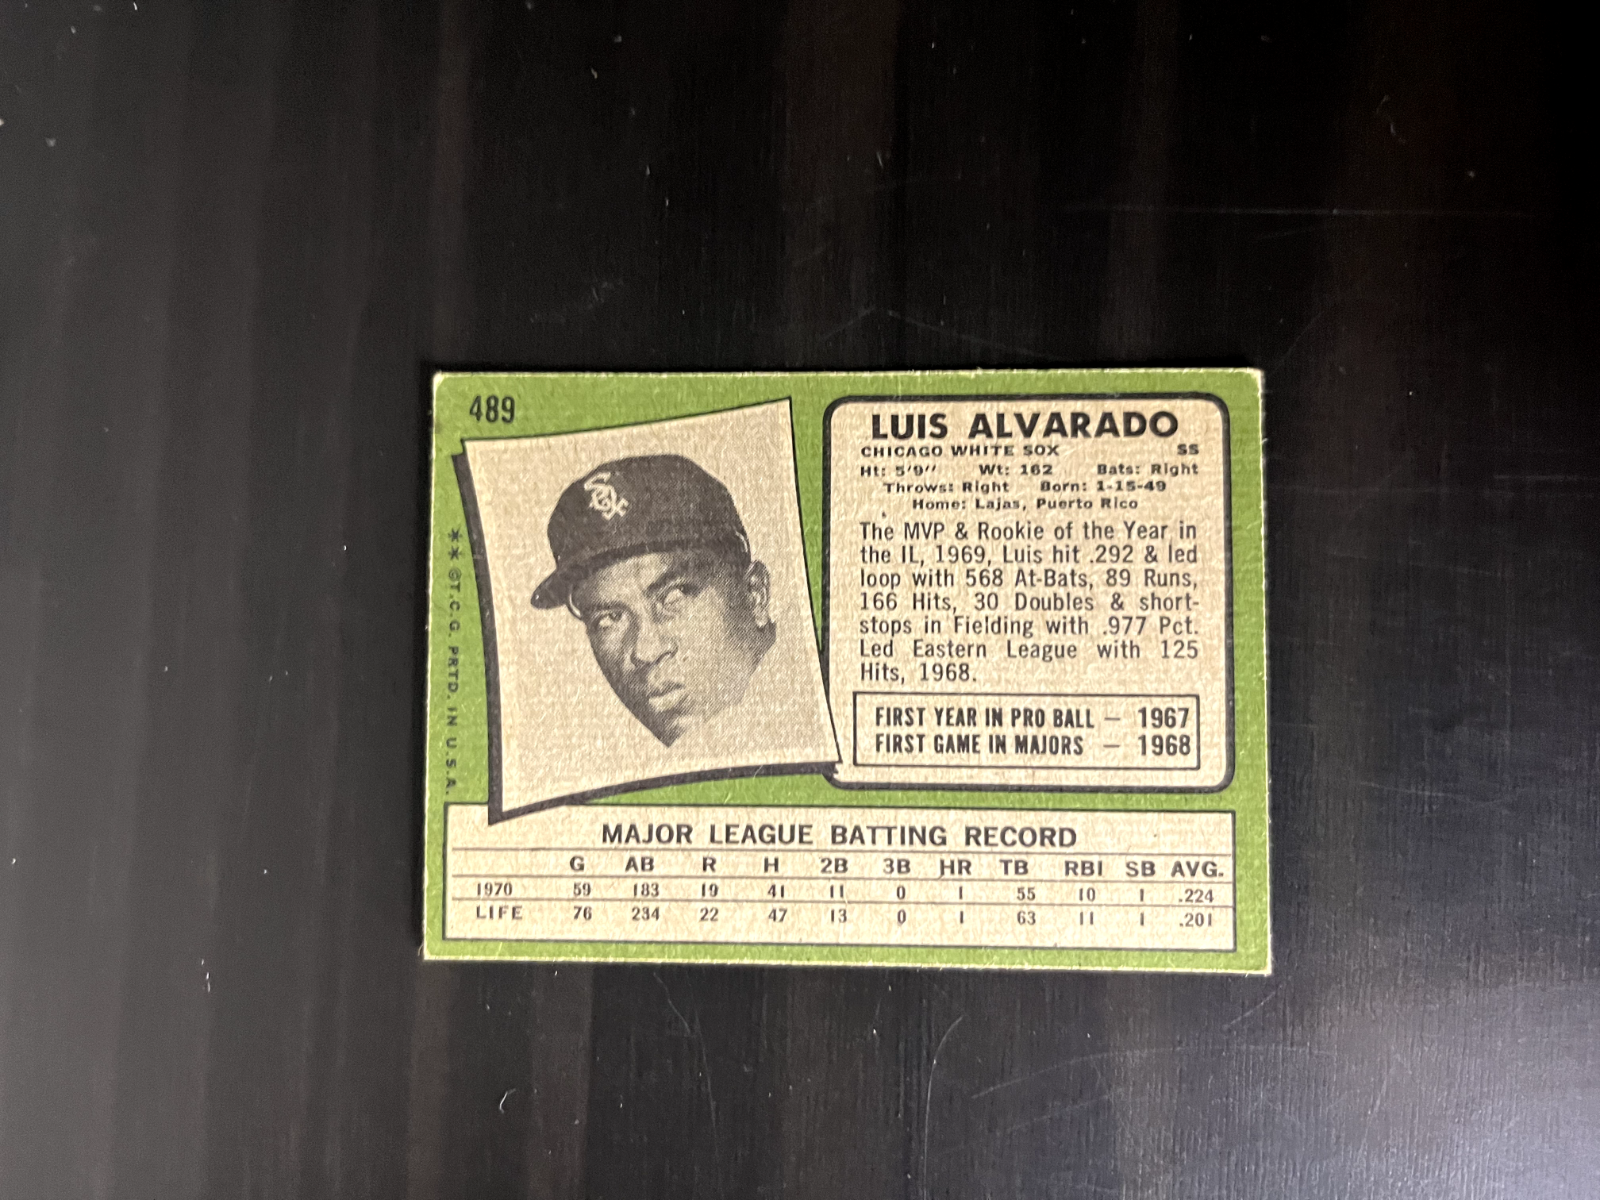 489
LUIS ALVARADO
CHICAGO WHITE SOX SS
Ht: 5'9" Wt: 162 Bats: Right
Throws: Right Born: 1-15-49
Home: Lajas, Puerto Rico
The MVP & Rookie of the Year in
the IL, 1969, Luis hit .292 & led
loop with 568 At-Bats, 89 Runs,
166 Hits, 30 Doubles & short-
stops in Fielding with .977 Pct.
Led Eastern League with 125
Hits, 1968.
FIRST YEAR IN PRO BALL — 1967
FIRST GAME IN MAJORS — 1968
Sox
** ©T.C.G. PRTD. IN U.S.A.
MAJOR LEAGUE BATTING RECORD
G AB R H 2B 3B HR TB RBI SB AVG.
1970 59 183 19 41 11 0 1 55 10 1 .224
LIFE 76 234 22 47 13 0 1 63 11 1 .201